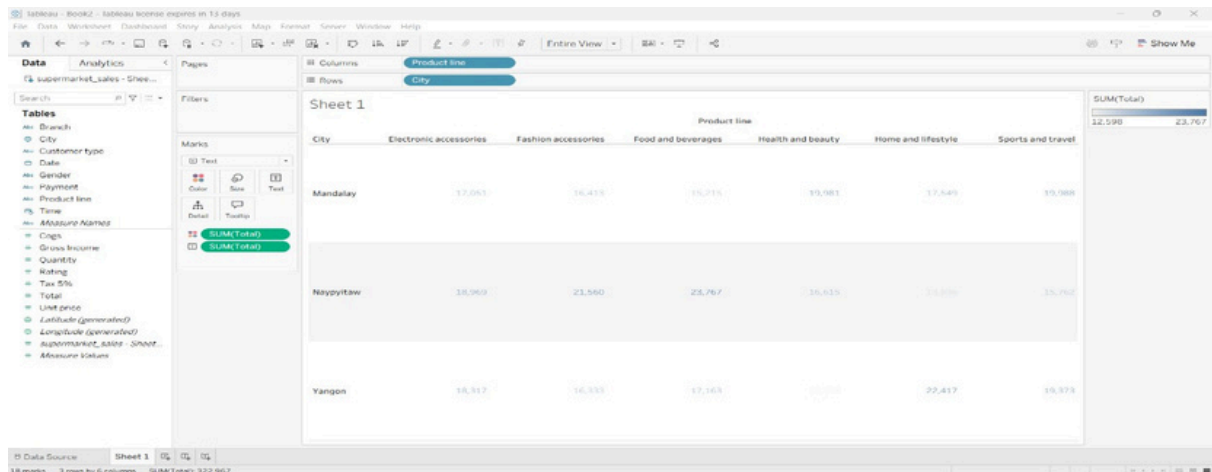 Tableau - Book2 - Tableau license expires in 13 days
File Data Worksheet Dashboard Story Analysis Map Format Server Window Help
Entire View
Show Me
Data Analytics
Pages
Columns Product line
supermarket_sales - Shee...
Rows City
Search
Filters
Sheet 1
SUM(Total)
12,598 23,767
Tables
Product line
Abc Branch
City
City Electronic accessories Fashion accessories Food and beverages Health and beauty Home and lifestyle Sports and travel
Abc Customer type
Marks
Date
Text
Abc Gender
Abc Payment
Color Size Text
Abc Product line
Mandalay 17,051 16,413 15,215 19,981 17,549 19,988
Time
Detail Tooltip
Abc Measure Names
SUM(Total)
Cogs
SUM(Total)
Gross Income
Quantity
Rating
Naypyitaw 18,969 21,560 23,767 16,615 15,762
Tax 5%
Total
Unit price
Latitude (generated)
Longitude (generated)
supermarket_sales - Sheet...
Measure Values
Yangon 18,317 16,333 17,163 22,417 19,373
Data Source Sheet 1
18 marks 3 rows by 6 columns SUM(Total): 322,967